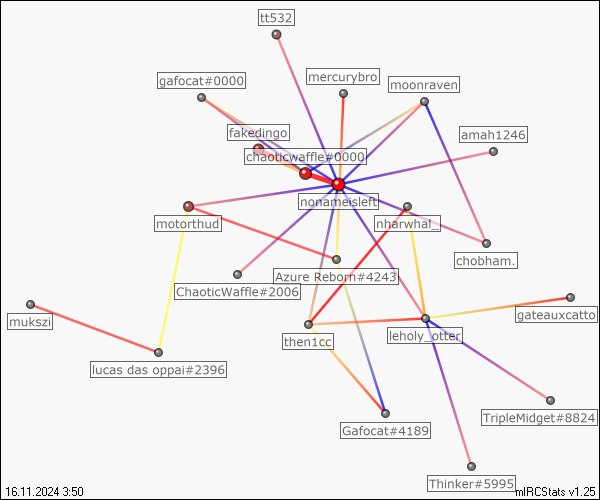 tt532
mercurybro
gafocat#0000
moonraven
fakedingo
amah1246
chaoticwaffle#0000
nonameisleft
motorthud
nharwhal_
chobham.
Azure Reborn#4243
ChaoticWaffle#2006
mukszi
gateauxcatto
then1cc
leholy_otter
lucas das oppai#2396
TripleMidget#8824
Gafocat#4189
Thinker#5995
16.11.2024 3:50
mIRCStats v1.25